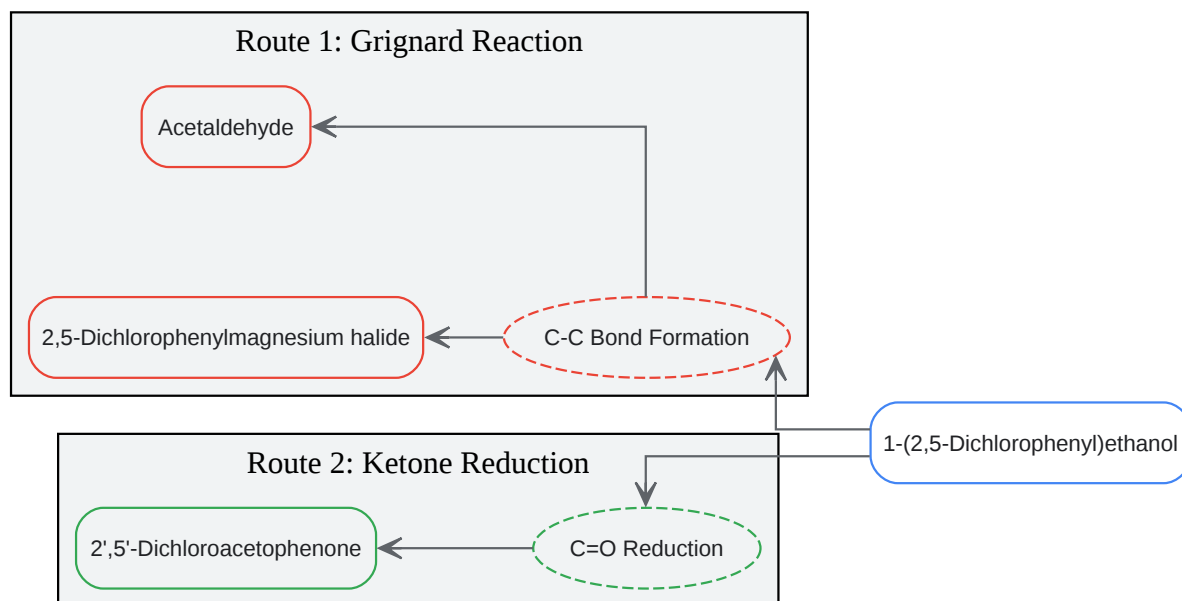 Route 1: Grignard Reaction
Acetaldehyde
2,5-Dichlorophenylmagnesium halide
C-C Bond Formation
1-(2,5-Dichlorophenyl)ethanol
Route 2: Ketone Reduction
2',5'-Dichloroacetophenone
C=O Reduction